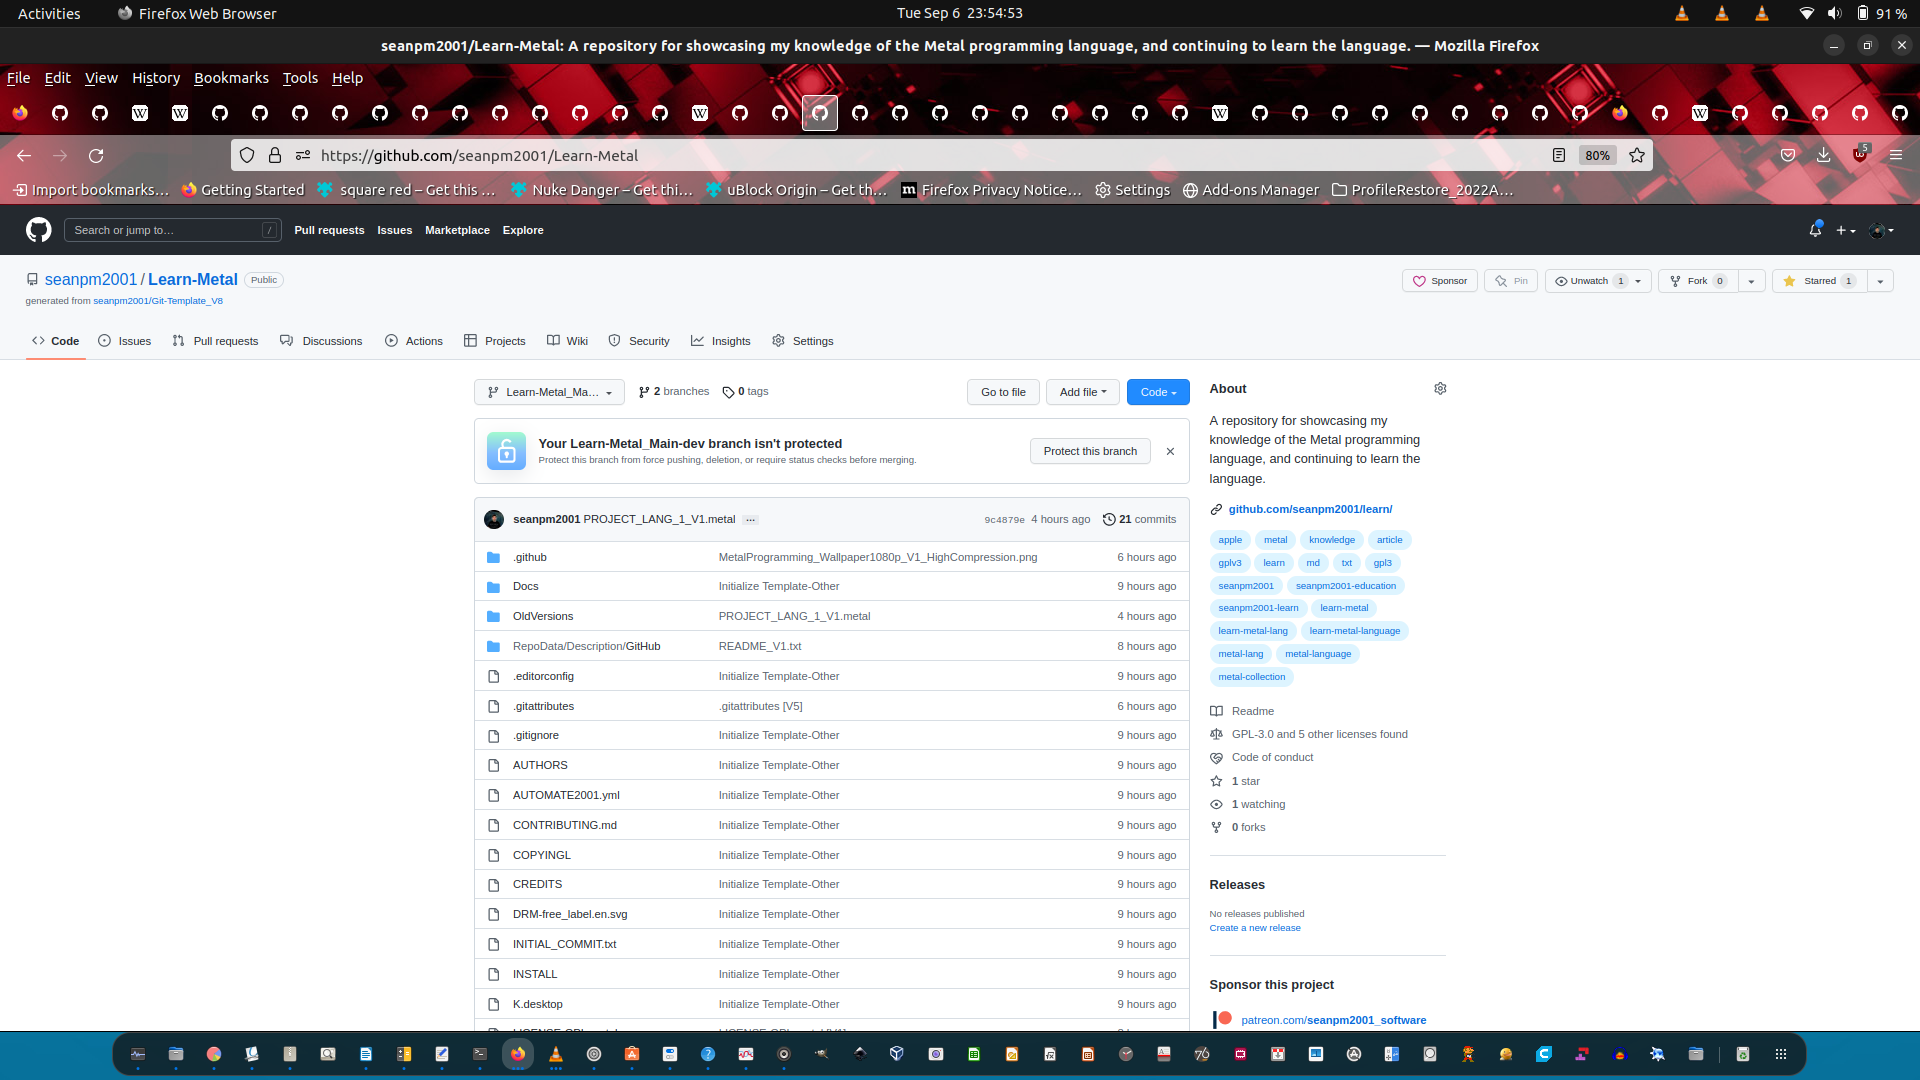 Activities Firefox Web Browser Tue Sep 6 23:54:53 91 %
seanpm2001/Learn-Metal: A repository for showcasing my knowledge of the Metal programming language, and continuing to learn the language. — Mozilla Firefox
File Edit View History Bookmarks Tools Help
https://github.com/seanpm2001/Learn-Metal 80% 5
Import bookmarks… Getting Started square red – Get this … Nuke Danger – Get thi… uBlock Origin – Get th… Firefox Privacy Notice… Settings Add-ons Manager ProfileRestore_2022A…
Search or jump to… / Pull requests Issues Marketplace Explore
seanpm2001 / Learn-Metal Public Sponsor Pin Unwatch 1 Fork 0 Starred 1
generated from seanpm2001/Git-Template_V8
Code Issues Pull requests Discussions Actions Projects Wiki Security Insights Settings
Learn-Metal_Ma… 2 branches 0 tags Go to file Add file Code
Your Learn-Metal_Main-dev branch isn't protected
Protect this branch from force pushing, deletion, or require status checks before merging.
Protect this branch
seanpm2001 PROJECT_LANG_1_V1.metal … 9c4879e 4 hours ago 21 commits
.github MetalProgramming_Wallpaper1080p_V1_HighCompression.png 6 hours ago
Docs Initialize Template-Other 9 hours ago
OldVersions PROJECT_LANG_1_V1.metal 4 hours ago
RepoData/Description/GitHub README_V1.txt 8 hours ago
.editorconfig Initialize Template-Other 9 hours ago
.gitattributes .gitattributes [V5] 6 hours ago
.gitignore Initialize Template-Other 9 hours ago
AUTHORS Initialize Template-Other 9 hours ago
AUTOMATE2001.yml Initialize Template-Other 9 hours ago
CONTRIBUTING.md Initialize Template-Other 9 hours ago
COPYINGL Initialize Template-Other 9 hours ago
CREDITS Initialize Template-Other 9 hours ago
DRM-free_label.en.svg Initialize Template-Other 9 hours ago
INITIAL_COMMIT.txt Initialize Template-Other 9 hours ago
INSTALL Initialize Template-Other 9 hours ago
K.desktop Initialize Template-Other 9 hours ago
About
A repository for showcasing my
knowledge of the Metal programming
language, and continuing to learn the
language.
github.com/seanpm2001/learn/
apple metal knowledge article
gplv3 learn md txt gpl3
seanpm2001 seanpm2001-education
seanpm2001-learn learn-metal
learn-metal-lang learn-metal-language
metal-lang metal-language
metal-collection
Readme
GPL-3.0 and 5 other licenses found
Code of conduct
1 star
1 watching
0 forks
Releases
No releases published
Create a new release
Sponsor this project
patreon.com/seanpm2001_software